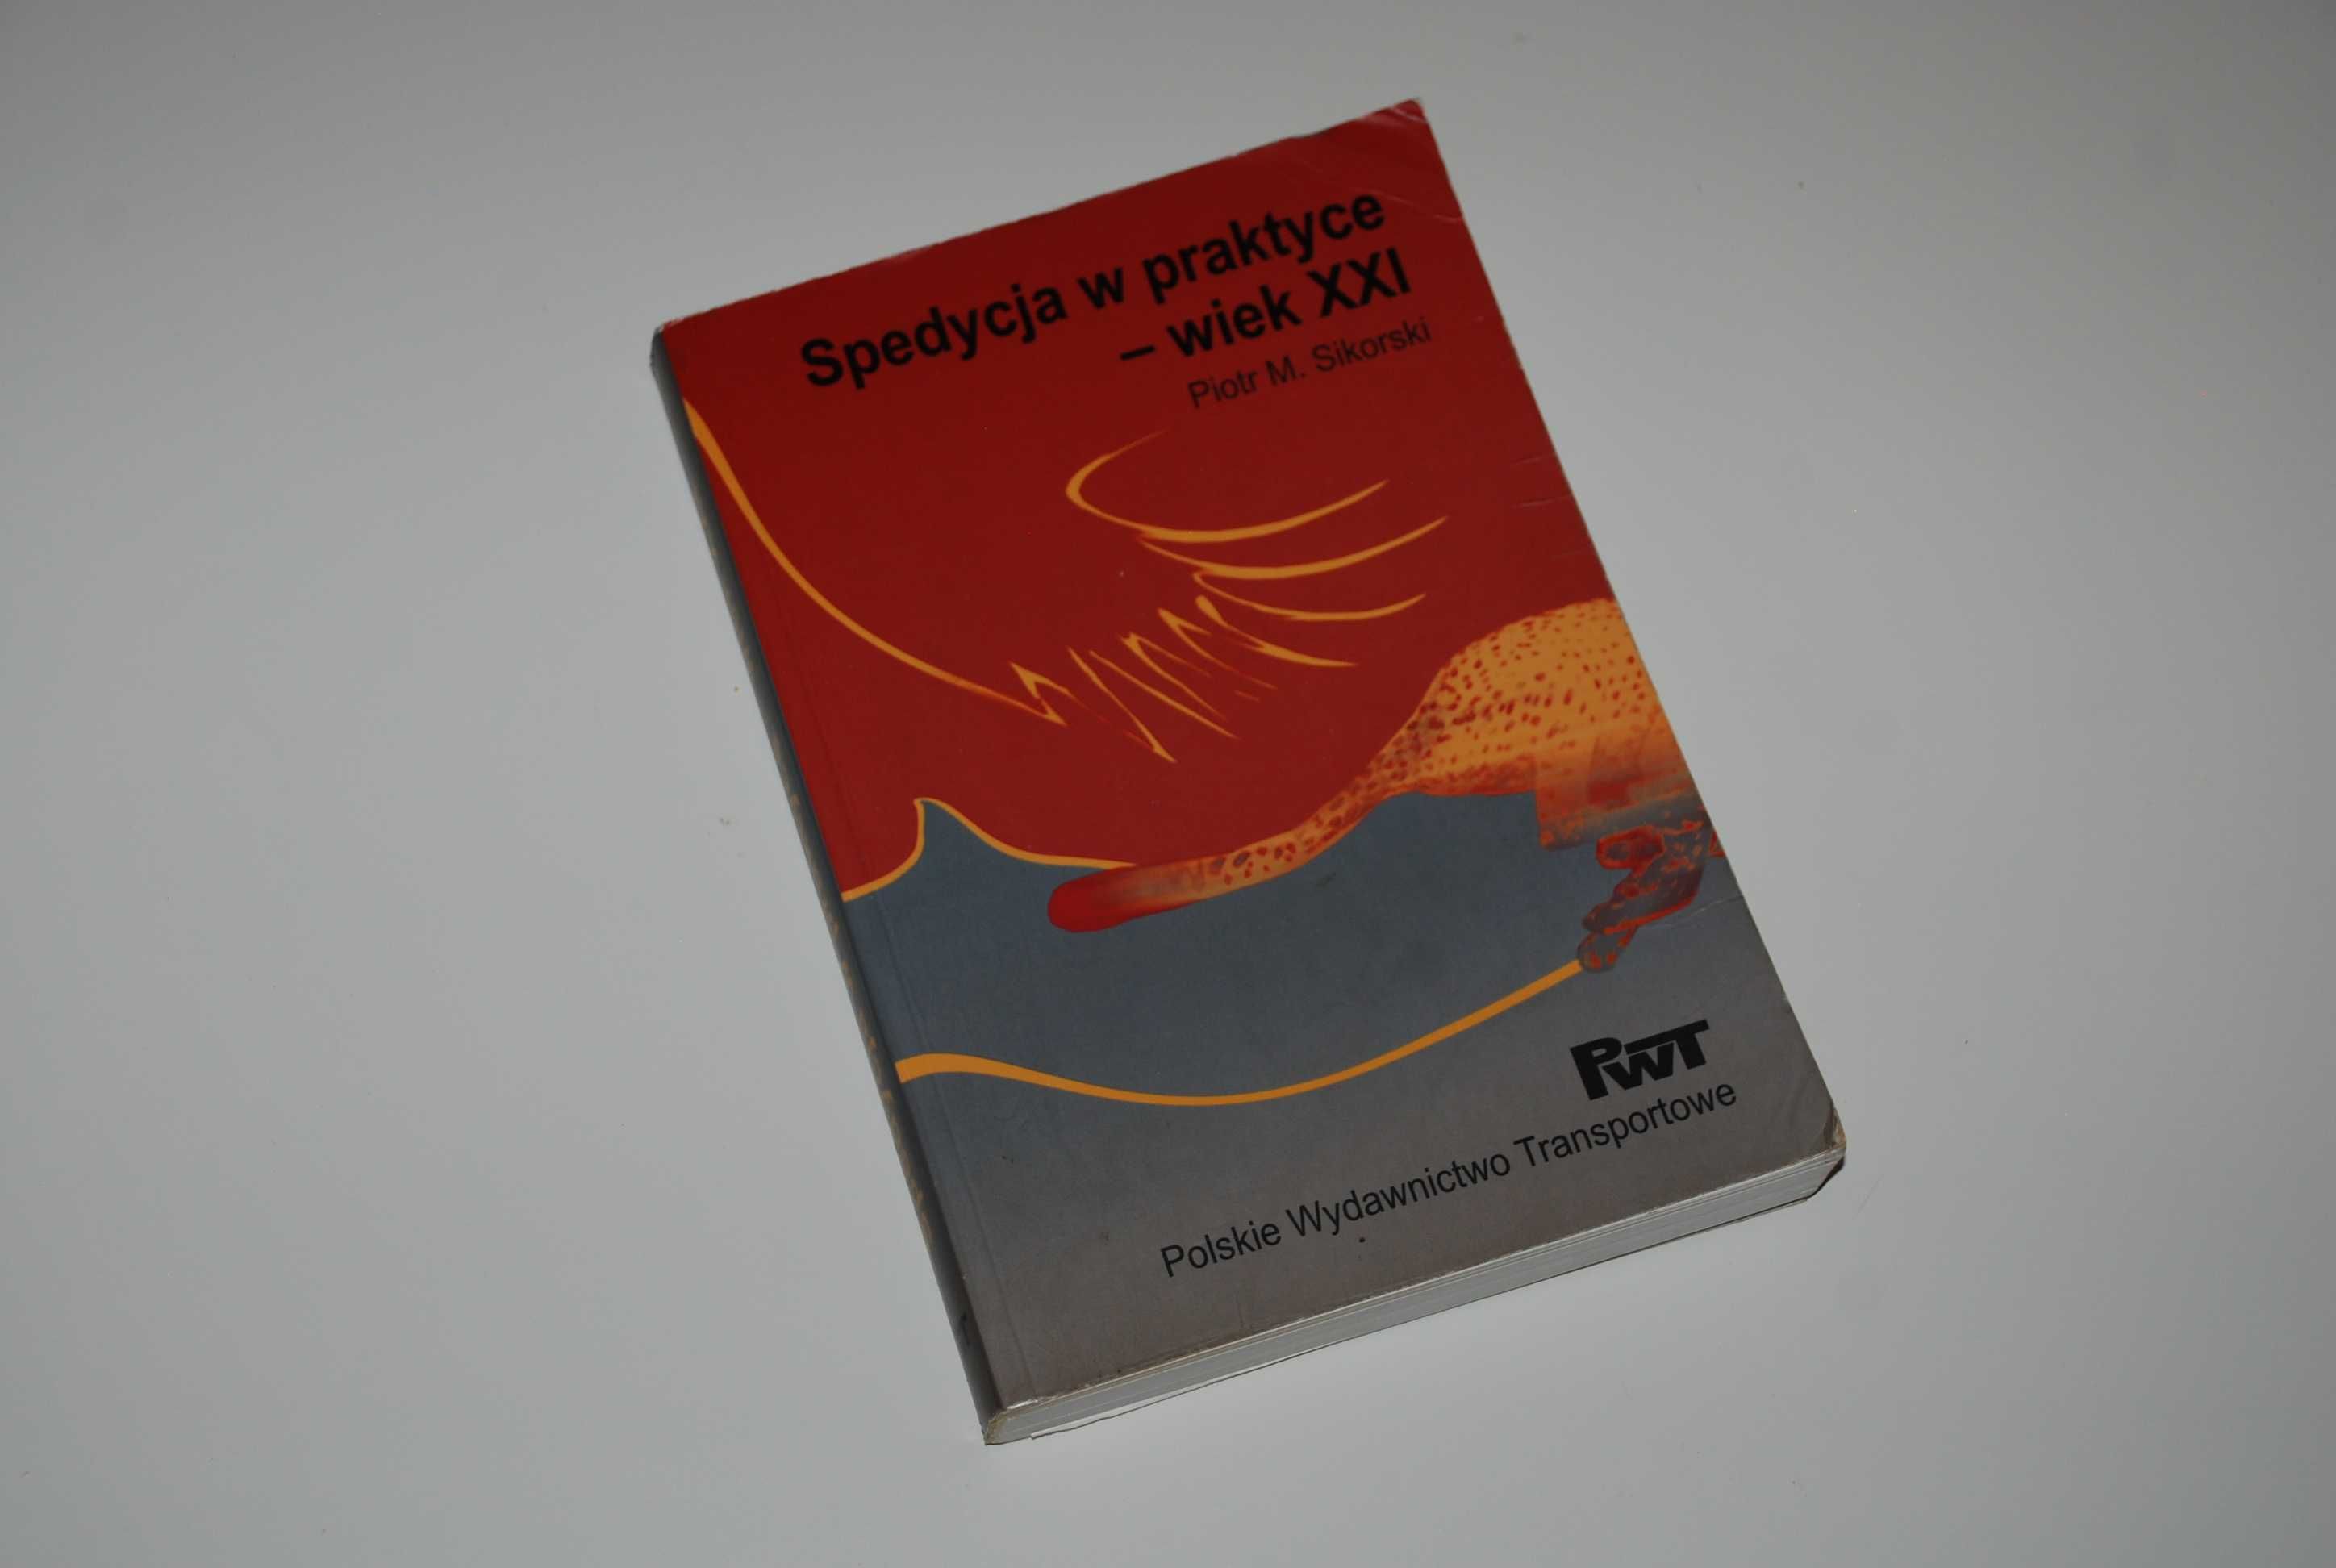 Spedycja w praktyce
– wiek XXI
Piotr M. Sikorski
PWT
Polskie Wydawnictwo Transportowe